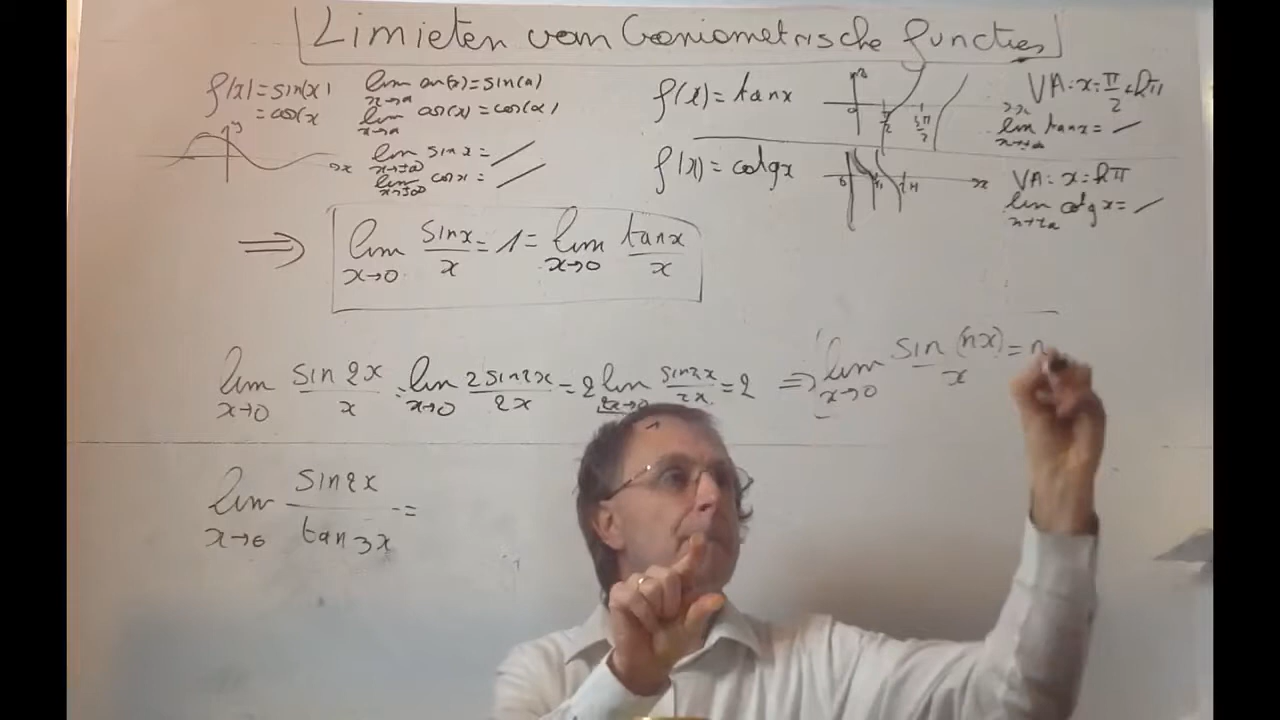 Limieten van Goniometrische functies
f(x) = sin(x)
= cos(x
lim sin(x) = sin(a)
x→a
lim cos(x) = cos(a)
x→a
lim sin x =
x→±∞
lim cos x =
x→±∞
y
x
f(x) = tan x
VA: x = π/2 + kπ
lim tan x =
x→±∞
f(x) = cotg x
VA: x = kπ
lim cotg x =
x→±∞
⇒ lim sin x / x = 1 = lim tan x / x
x→0 x→0
lim sin 2x / x = lim 2 sin 2x / 2x = 2 lim sin 2x / 2x = 2 ⇒ lim sin (nx) / x = n
x→0 x→0 2x→0 x→0
1
lim sin 2x / tan 3x =
x→0